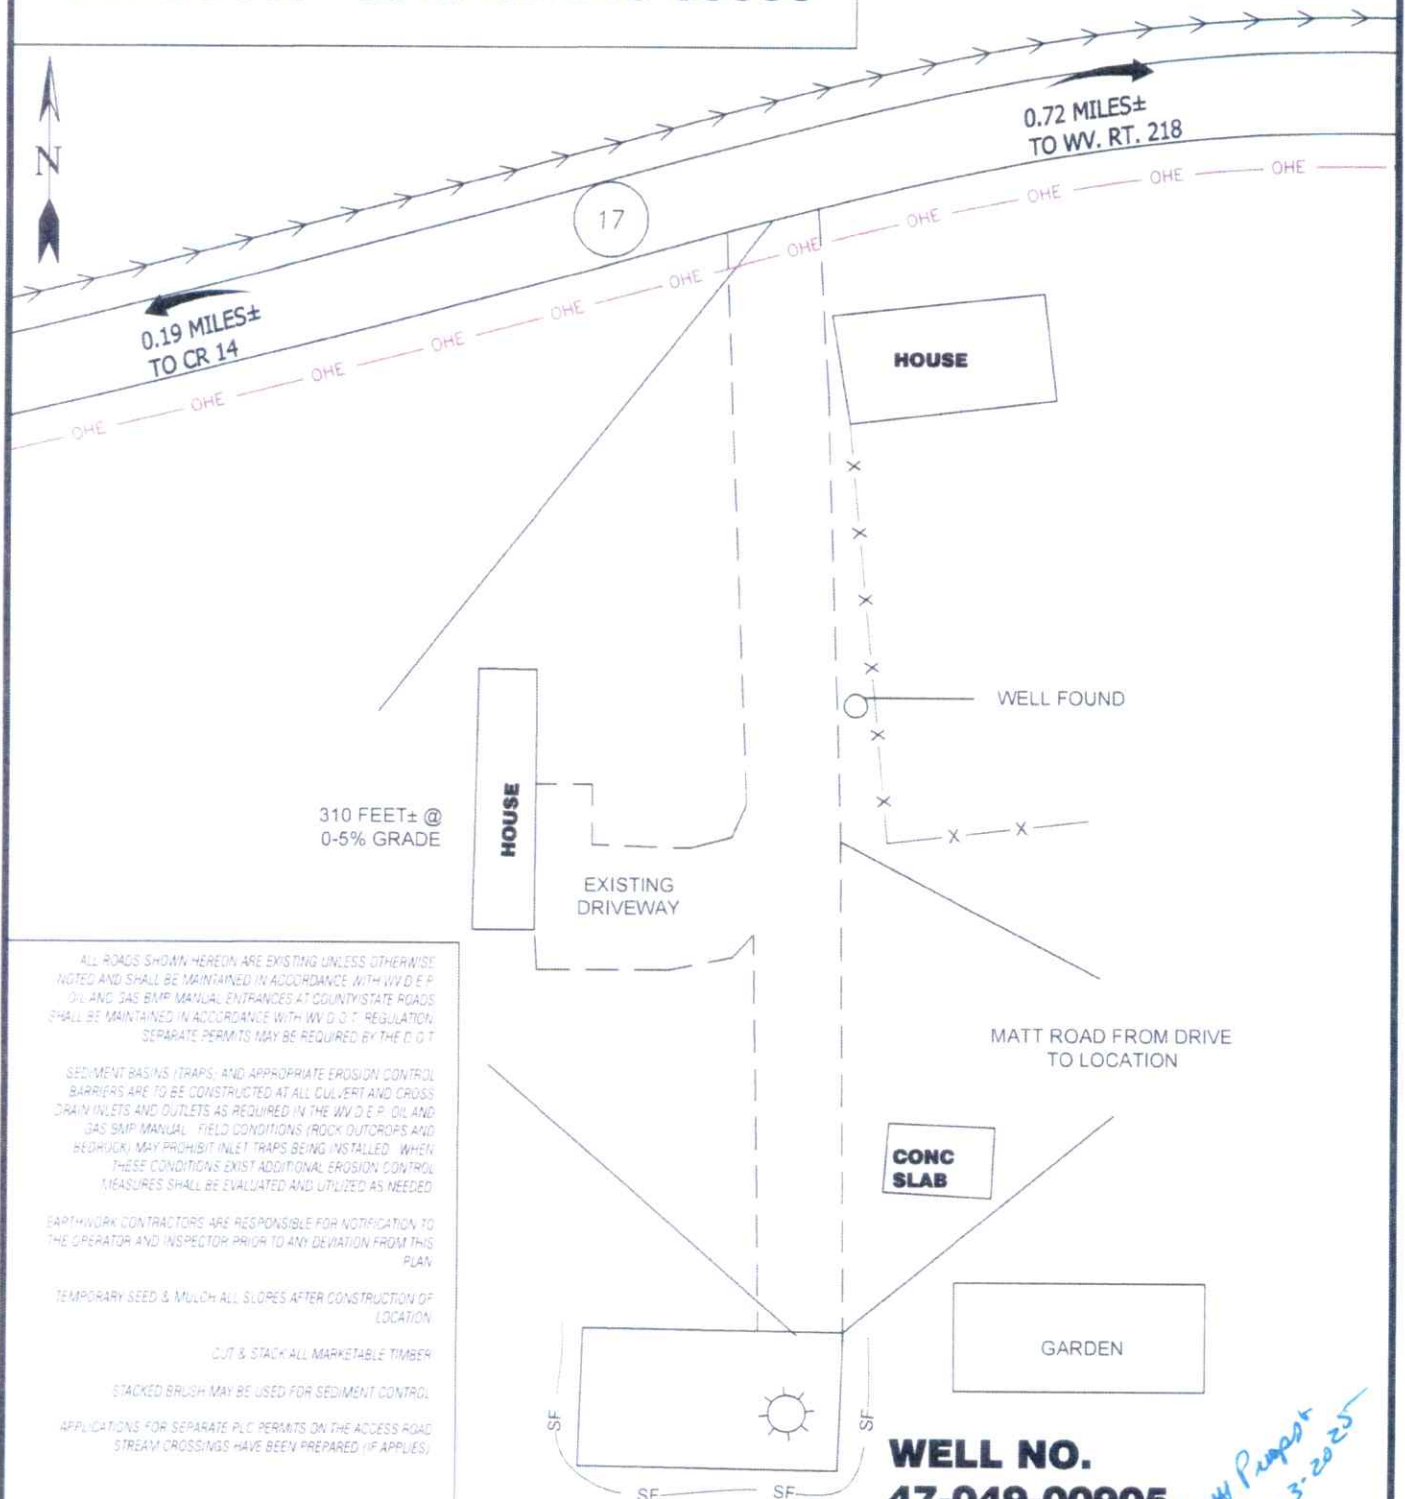 N
0.72 MILES±
TO WV. RT. 218
17
0.19 MILES±
TO CR 14
OHE OHE OHE OHE OHE OHE OHE OHE OHE OHE OHE
HOUSE
WELL FOUND
310 FEET± @
0-5% GRADE
HOUSE
EXISTING
DRIVEWAY
ALL ROADS SHOWN HEREON ARE EXISTING UNLESS OTHERWISE
NOTED AND SHALL BE MAINTAINED IN ACCORDANCE WITH WV D.E.P.
OIL AND GAS BMP MANUAL ENTRANCES AT COUNTY/STATE ROADS
SHALL BE MAINTAINED IN ACCORDANCE WITH WV D.O.T. REGULATION.
SEPARATE PERMITS MAY BE REQUIRED BY THE D.O.T
SEDIMENT BASINS (TRAPS) AND APPROPRIATE EROSION CONTROL
BARRIERS ARE TO BE CONSTRUCTED AT ALL CULVERT AND CROSS
DRAIN INLETS AND OUTLETS AS REQUIRED IN THE WV D.E.P. OIL AND
GAS BMP MANUAL. FIELD CONDITIONS (ROCK OUTCROPS AND
BEDROCK) MAY PROHIBIT INLET TRAPS BEING INSTALLED. WHEN
THESE CONDITIONS EXIST ADDITIONAL EROSION CONTROL
MEASURES SHALL BE EVALUATED AND UTILIZED AS NEEDED
EARTHWORK CONTRACTORS ARE RESPONSIBLE FOR NOTIFICATION TO
THE OPERATOR AND INSPECTOR PRIOR TO ANY DEVIATION FROM THIS
PLAN
TEMPORARY SEED & MULCH ALL SLOPES AFTER CONSTRUCTION OF
LOCATION
CUT & STACK ALL MARKETABLE TIMBER
STACKED BRUSH MAY BE USED FOR SEDIMENT CONTROL
APPLICATIONS FOR SEPARATE PLC PERMITS ON THE ACCESS ROAD
STREAM CROSSINGS HAVE BEEN PREPARED (IF APPLIES)
MATT ROAD FROM DRIVE
TO LOCATION
CONC
SLAB
GARDEN
SF SF
SF SF
WELL NO.
47-049-00905
3-2025